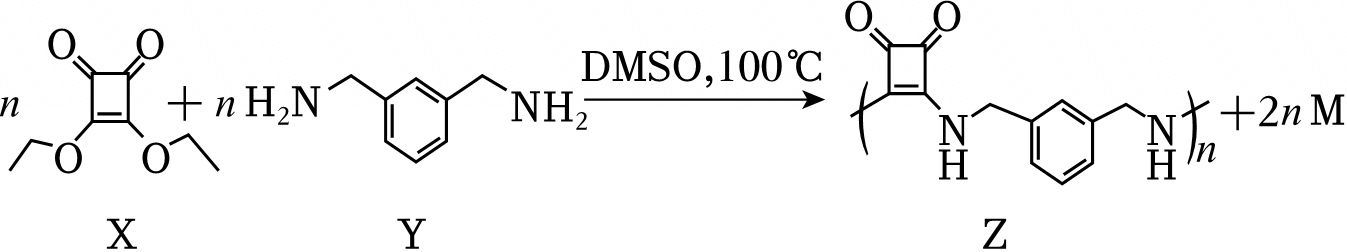 O O O O
n + n H₂N NH₂ DMSO,100℃ ( N H N H )n +2n M
O O
X Y Z